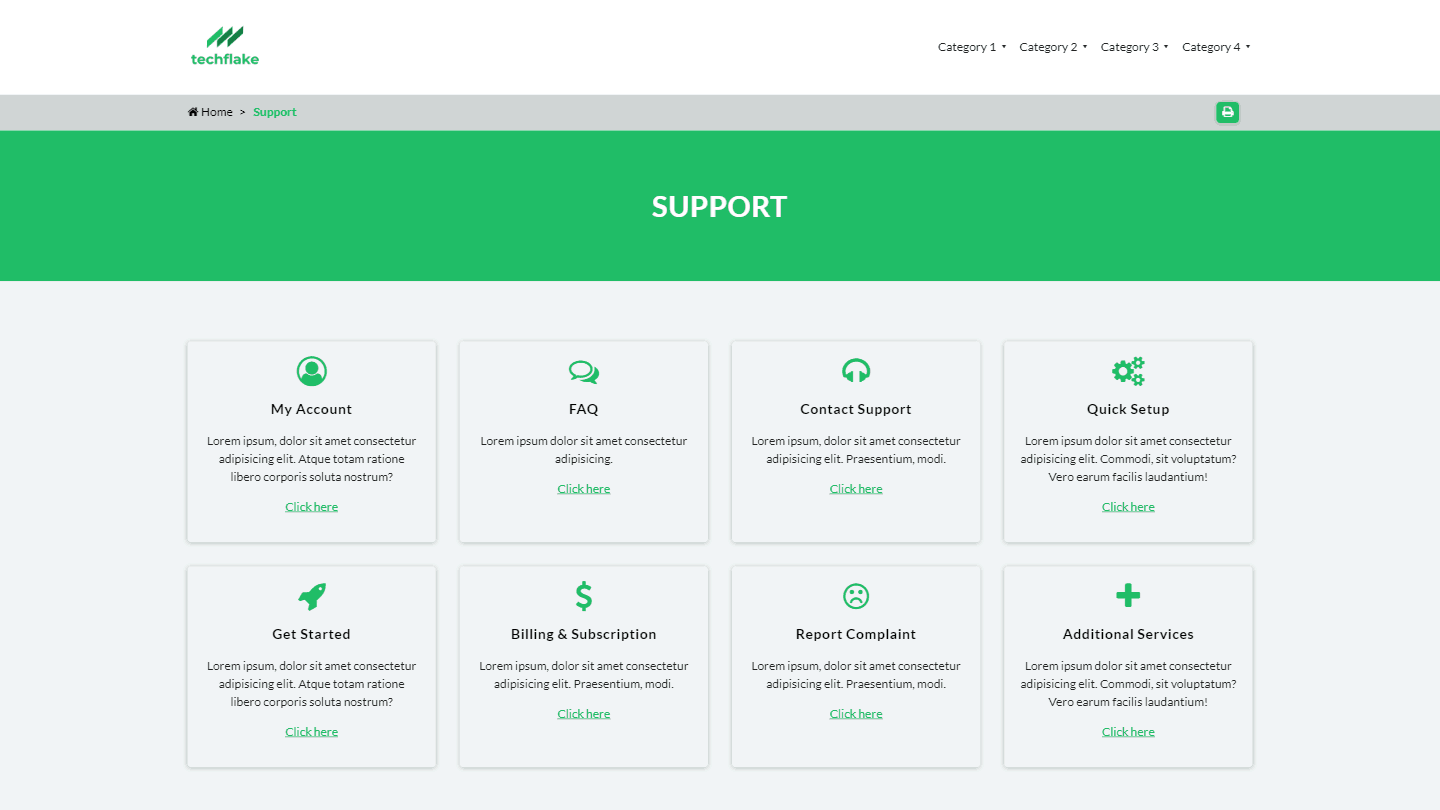 techflake
Category 1 Category 2 Category 3 Category 4
Home > Support
SUPPORT
My Account
Lorem ipsum, dolor sit amet consectetur
adipisicing elit. Atque totam ratione
libero corporis soluta nostrum?
Click here
FAQ
Lorem ipsum dolor sit amet consectetur
adipisicing.
Click here
Contact Support
Lorem ipsum, dolor sit amet consectetur
adipisicing elit. Praesentium, modi.
Click here
Quick Setup
Lorem ipsum dolor sit amet consectetur
adipisicing elit. Commodi, sit voluptatum?
Vero earum facilis laudantium!
Click here
Get Started
Lorem ipsum, dolor sit amet consectetur
adipisicing elit. Atque totam ratione
libero corporis soluta nostrum?
Click here
Billing & Subscription
Lorem ipsum, dolor sit amet consectetur
adipisicing elit. Praesentium, modi.
Click here
Report Complaint
Lorem ipsum, dolor sit amet consectetur
adipisicing elit. Praesentium, modi.
Click here
Additional Services
Lorem ipsum dolor sit amet consectetur
adipisicing elit. Commodi, sit voluptatum?
Vero earum facilis laudantium!
Click here